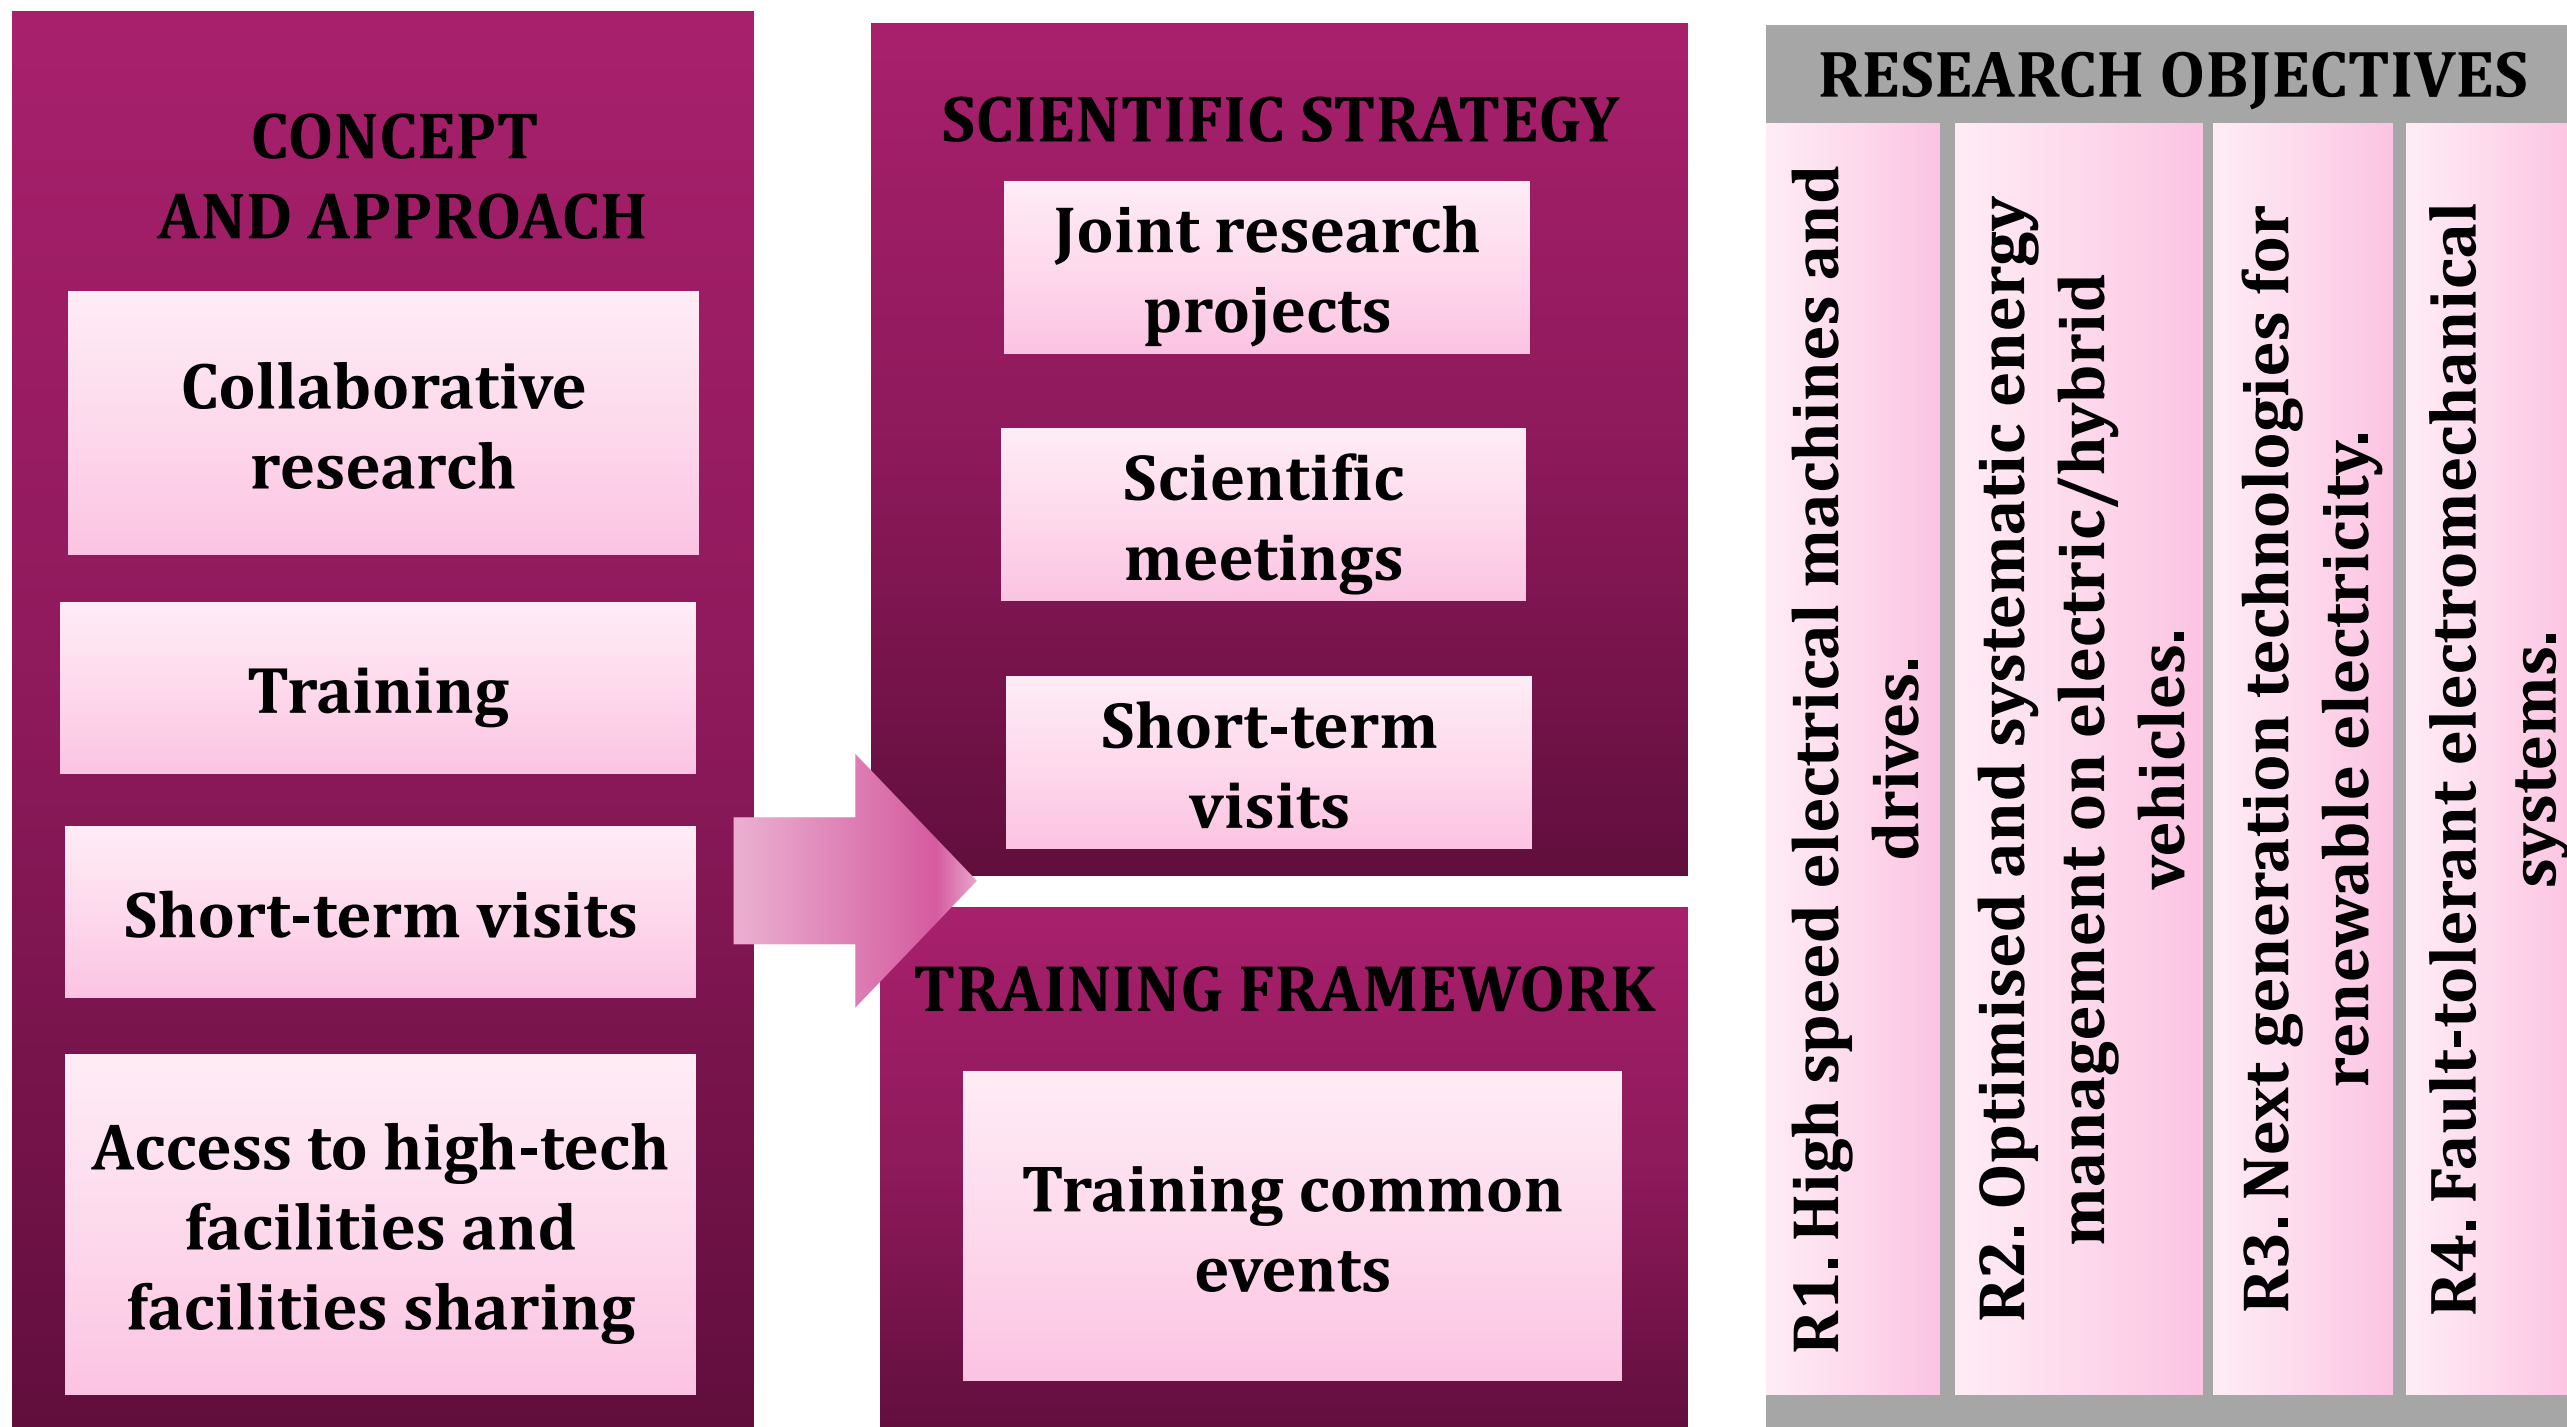 CONCEPT
AND APPROACH
Collaborative
research
Training
Short-term visits
Access to high-tech
facilities and
facilities sharing
SCIENTIFIC STRATEGY
Joint research
projects
Scientific
meetings
Short-term
visits
TRAINING FRAMEWORK
Training common
events
RESEARCH OBJECTIVES
R1. High speed electrical machines and
drives.
R2. Optimised and systematic energy
management on electric/hybrid
vehicles.
R3. Next generation technologies for
renewable electricity.
R4. Fault-tolerant electromechanical
systems.